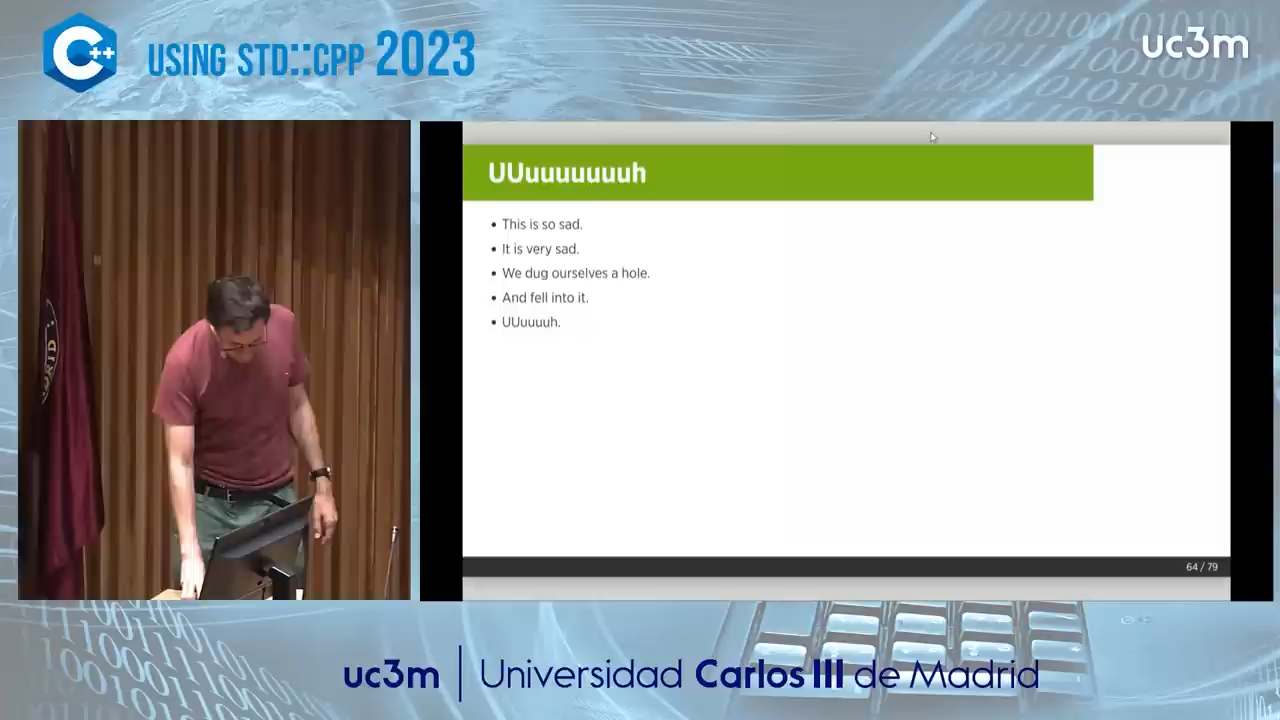 C++
USING STD::CPP 2023
uc3m
UUuuuuuuuh
• This is so sad.
• It is very sad.
• We dug ourselves a hole.
• And fell into it.
• UUuuuuh.
64 / 79
uc3m | Universidad Carlos III de Madrid